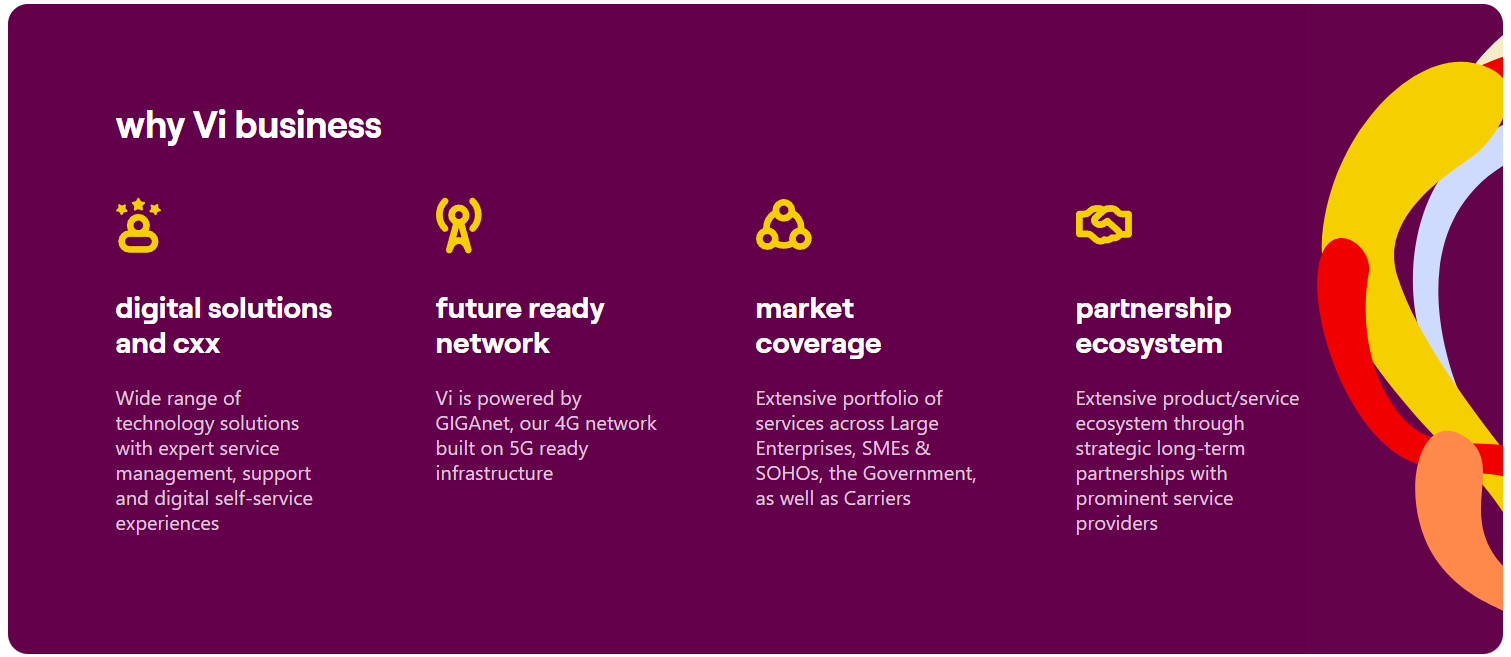 why Vi business
digital solutions
and cxx
Wide range of
technology solutions
with expert service
management, support
and digital self-service
experiences
future ready
network
Vi is powered by
GIGAnet, our 4G network
built on 5G ready
infrastructure
market
coverage
Extensive portfolio of
services across Large
Enterprises, SMEs &
SOHOs, the Government,
as well as Carriers
partnership
ecosystem
Extensive product/service
ecosystem through
strategic long-term
partnerships with
prominent service
providers